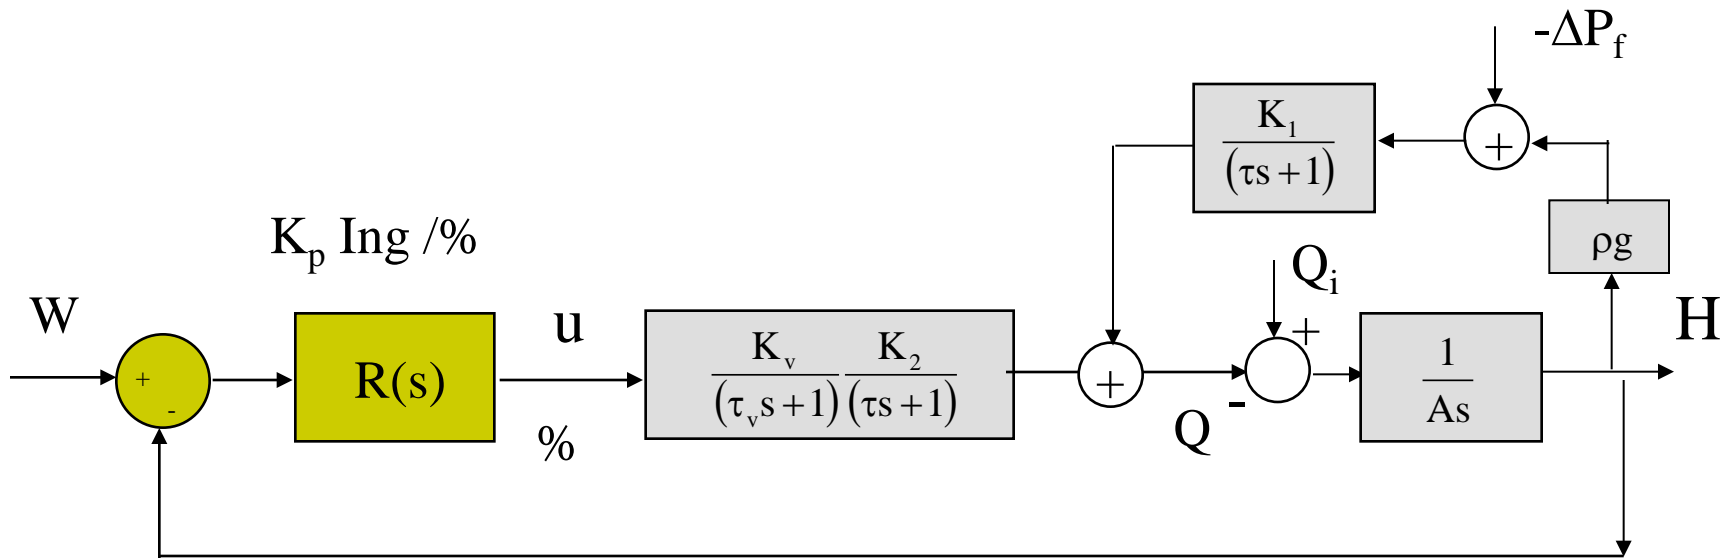 -ΔP_f
K_1
(τs + 1)
+
K_p Ing /%
ρg
Q_i
w
u
+
H
K_v K_2
(τ_v s + 1) (τs + 1)
1
As
+
-
R(s)
+
-
%
Q